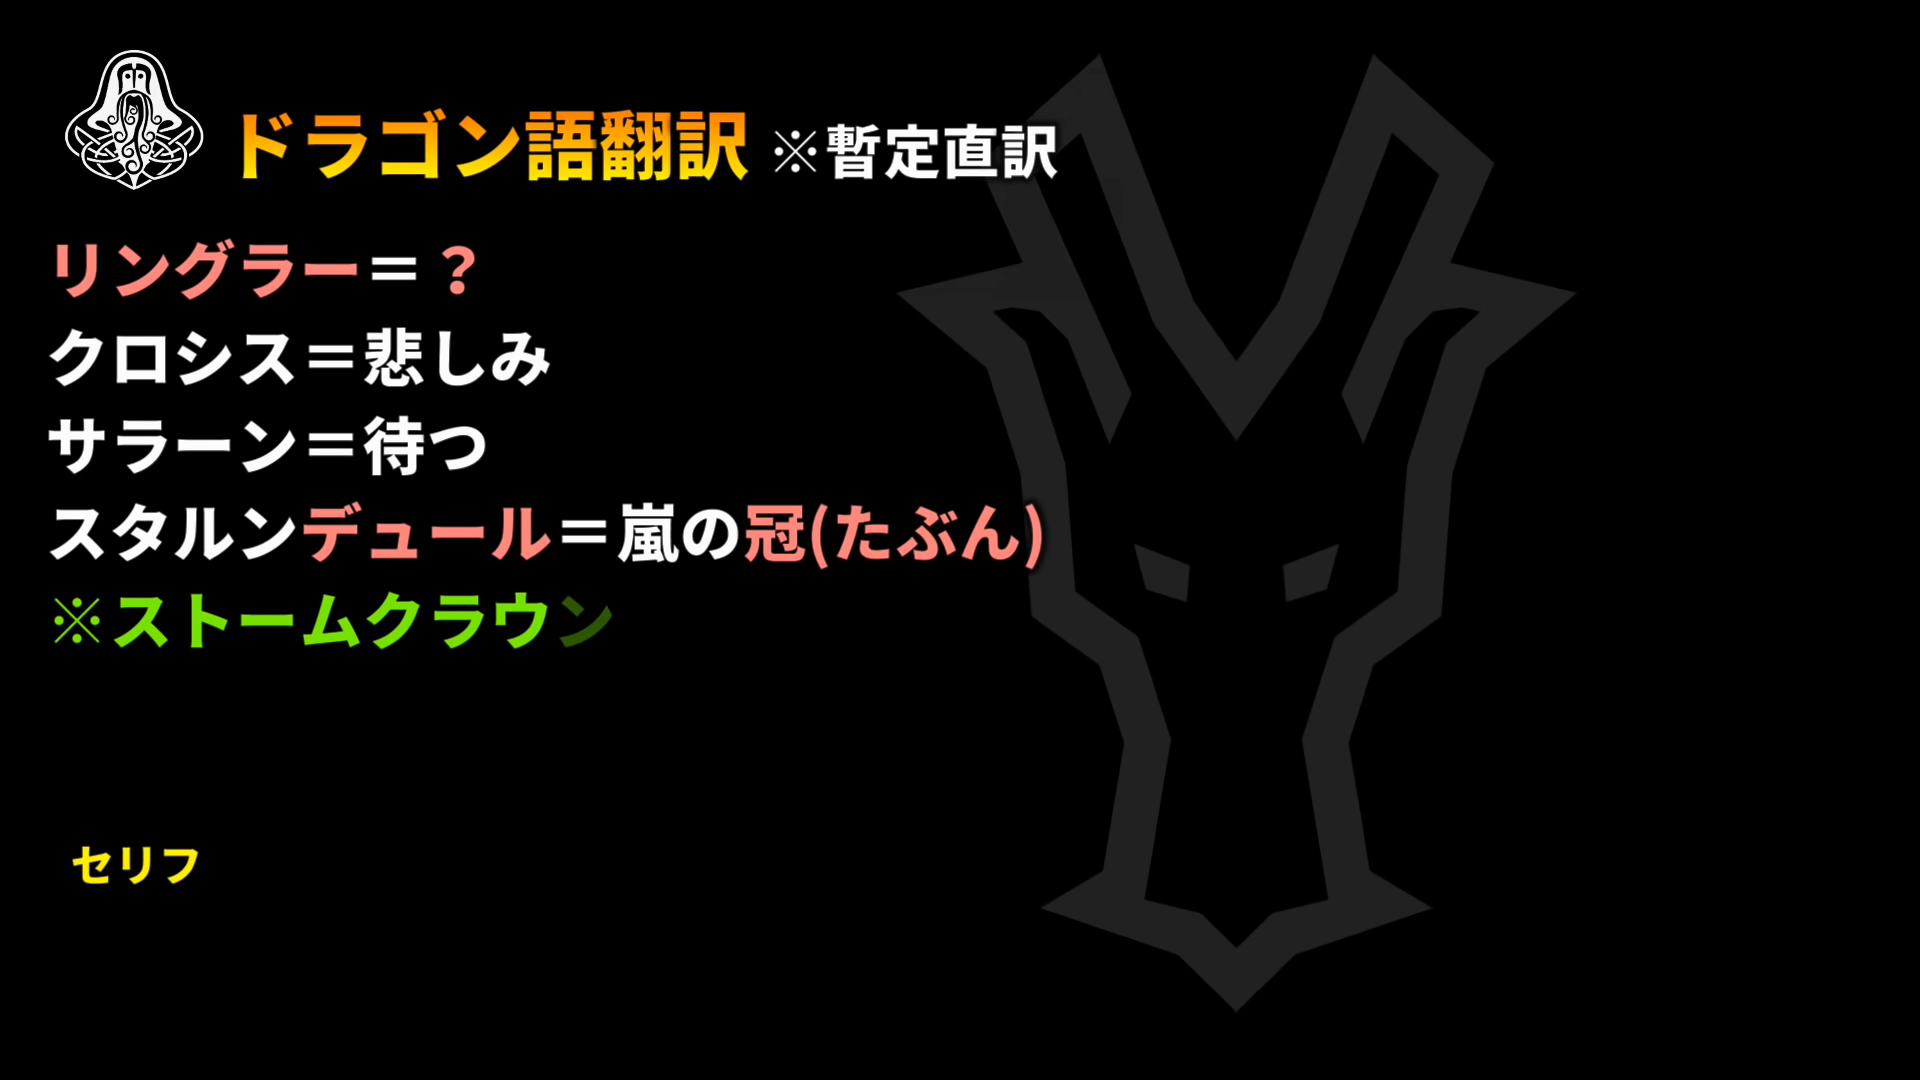 ドラゴン語翻訳 ※暫定直訳
リングラー＝？
クロシス＝悲しみ
サラーン＝待つ
スタルンデュール＝嵐の冠(たぶん)
※ストームクラウン
セリフ